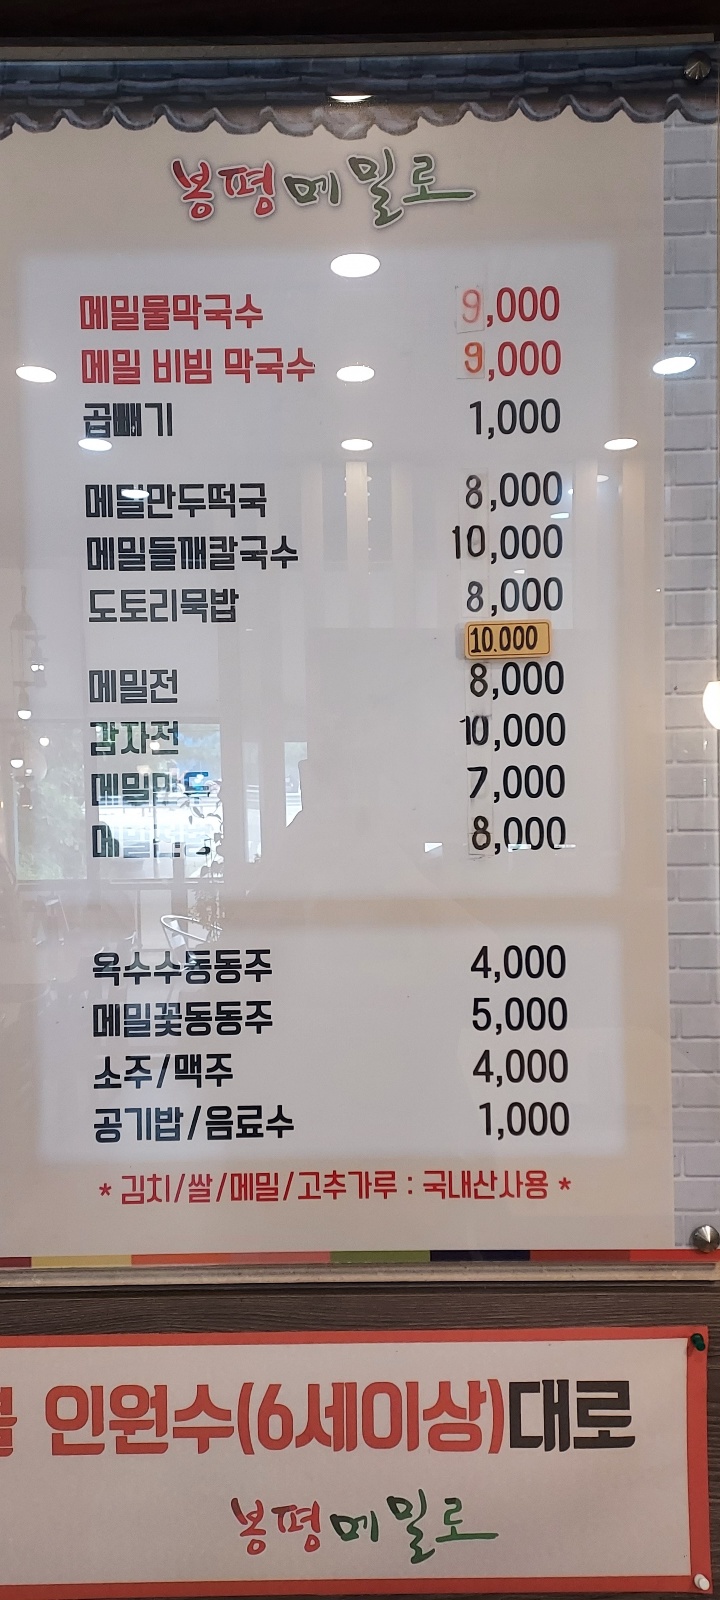 봉평메밀로
메밀물막국수 9,000
메밀 비빔 막국수 9,000
곱빼기 1,000
메밀만두떡국 8,000
메밀들깨칼국수 10,000
도토리묵밥 8,000
10.000
메밀전 8,000
감자전 10,000
메밀만두 7,000
8,000
옥수수동동주 4,000
메밀꽃동동주 5,000
소주/맥주 4,000
공기밥/음료수 1,000
* 김치/쌀/메밀/고추가루 : 국내산사용 *
인원수(6세이상)대로
봉평메밀로